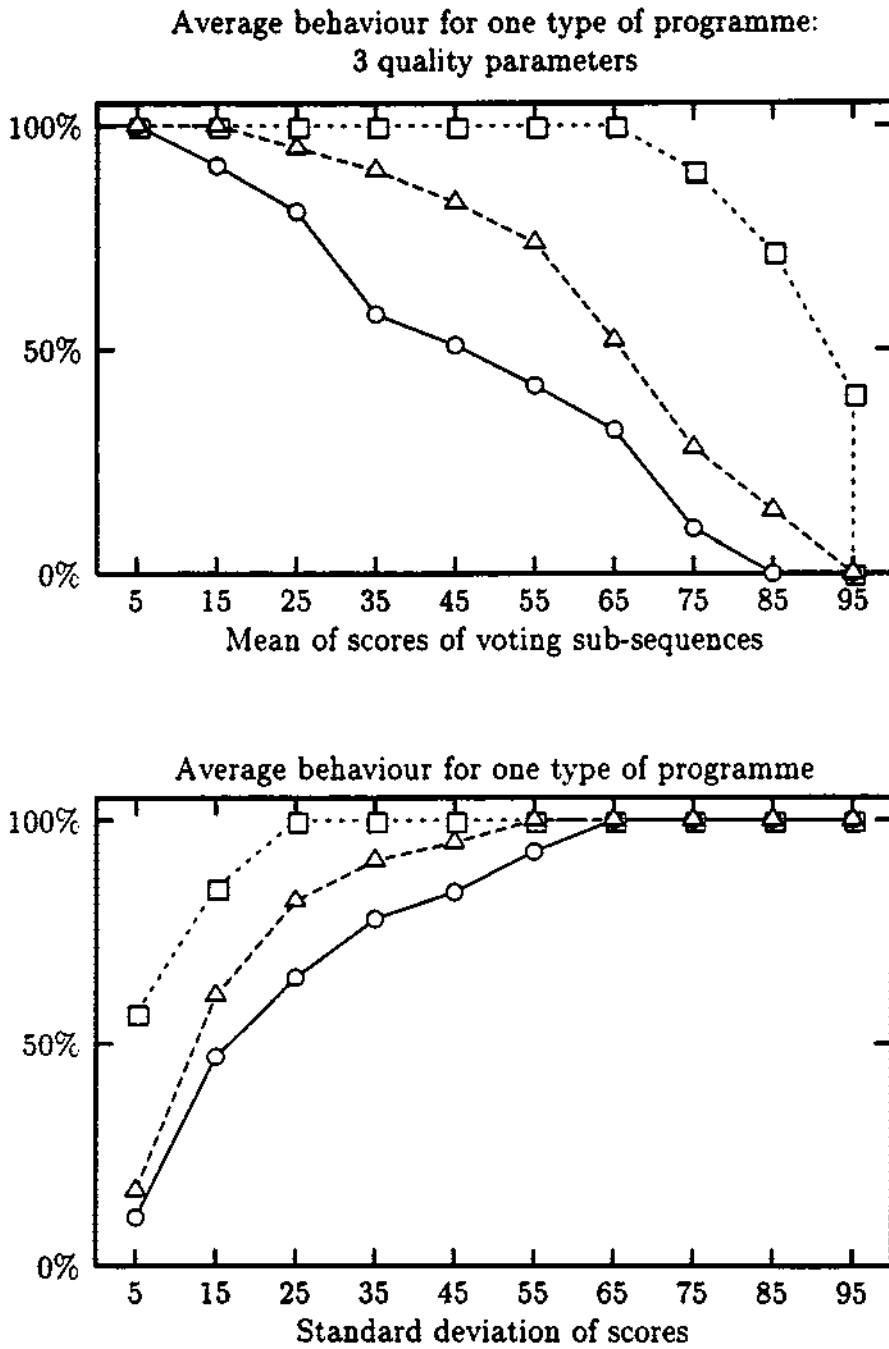 Average behaviour for one type of programme:
3 quality parameters
100%
50%
0%
5 15 25 35 45 55 65 75 85 95
Mean of scores of voting sub-sequences
Average behaviour for one type of programme
100%
50%
0%
5 15 25 35 45 55 65 75 85 95
Standard deviation of scores